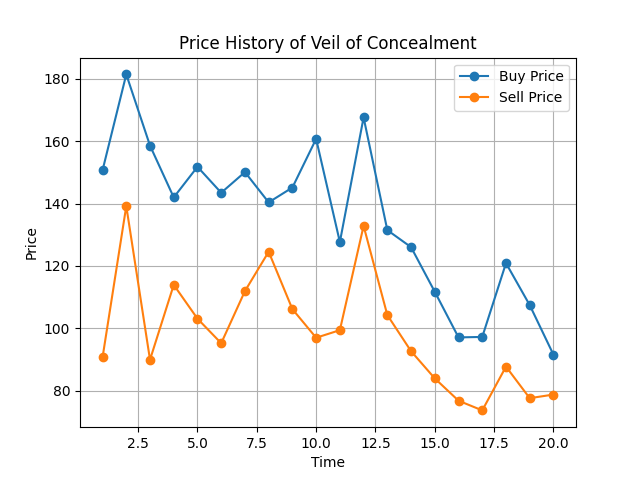 Price History of Veil of Concealment
Buy Price
Sell Price
180
160
140
120
100
80
Price
2.5
5.0
7.5
10.0
12.5
15.0
17.5
20.0
Time